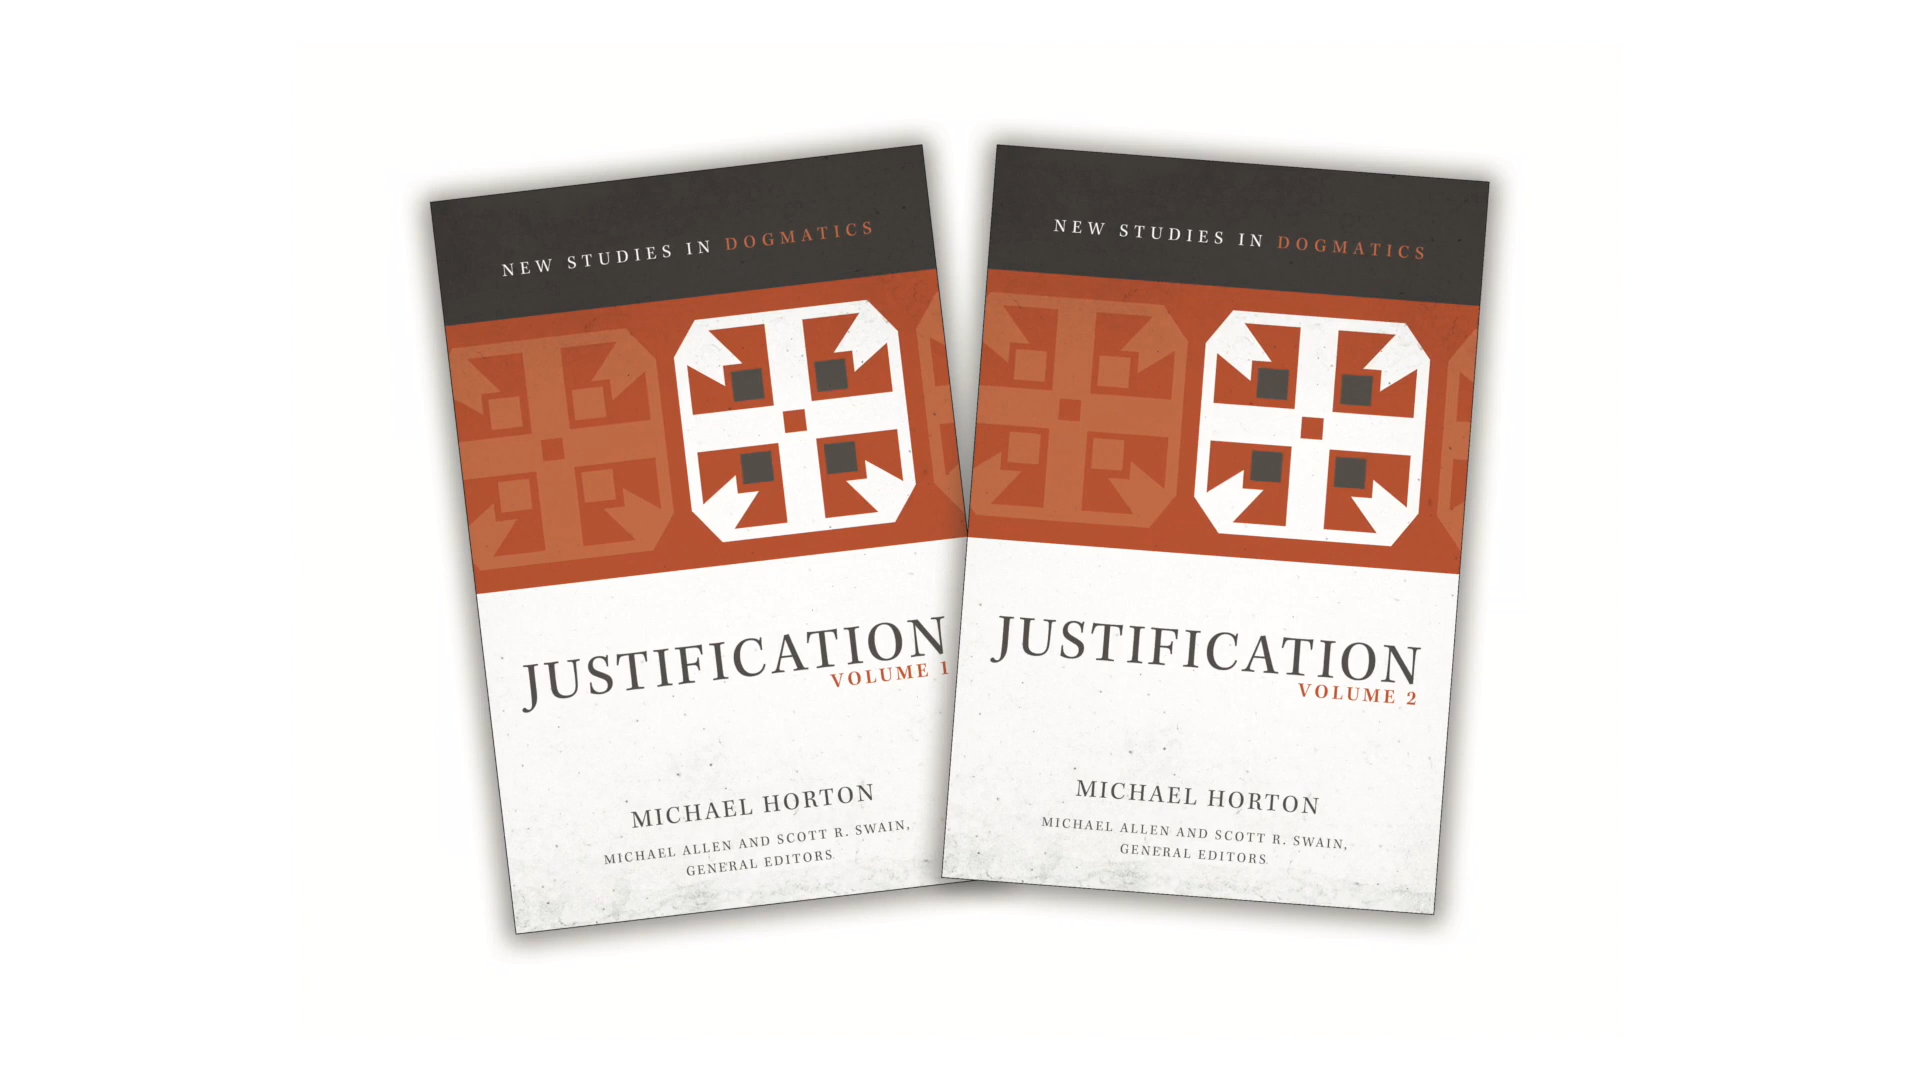 NEW STUDIES IN DOGMATICS
JUSTIFICATION
VOLUME 1
MICHAEL HORTON
MICHAEL ALLEN AND SCOTT R. SWAIN,
GENERAL EDITORS
NEW STUDIES IN DOGMATICS
JUSTIFICATION
VOLUME 2
MICHAEL HORTON
MICHAEL ALLEN AND SCOTT R. SWAIN,
GENERAL EDITORS